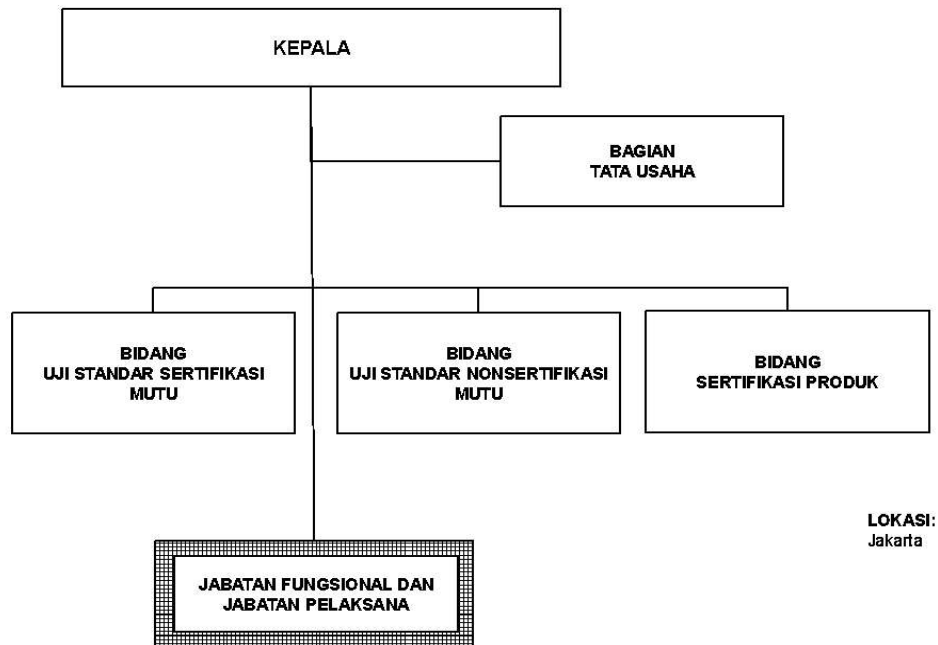 KEPALA
BAGIAN
TATA USAHA
BIDANG
UJI STANDAR SERTIFIKASI
MUTU
BIDANG
UJI STANDAR NONSERTIFIKASI
MUTU
BIDANG
SERTIFIKASI PRODUK
LOKASI:
Jakarta
JABATAN FUNGSIONAL DAN
JABATAN PELAKSANA